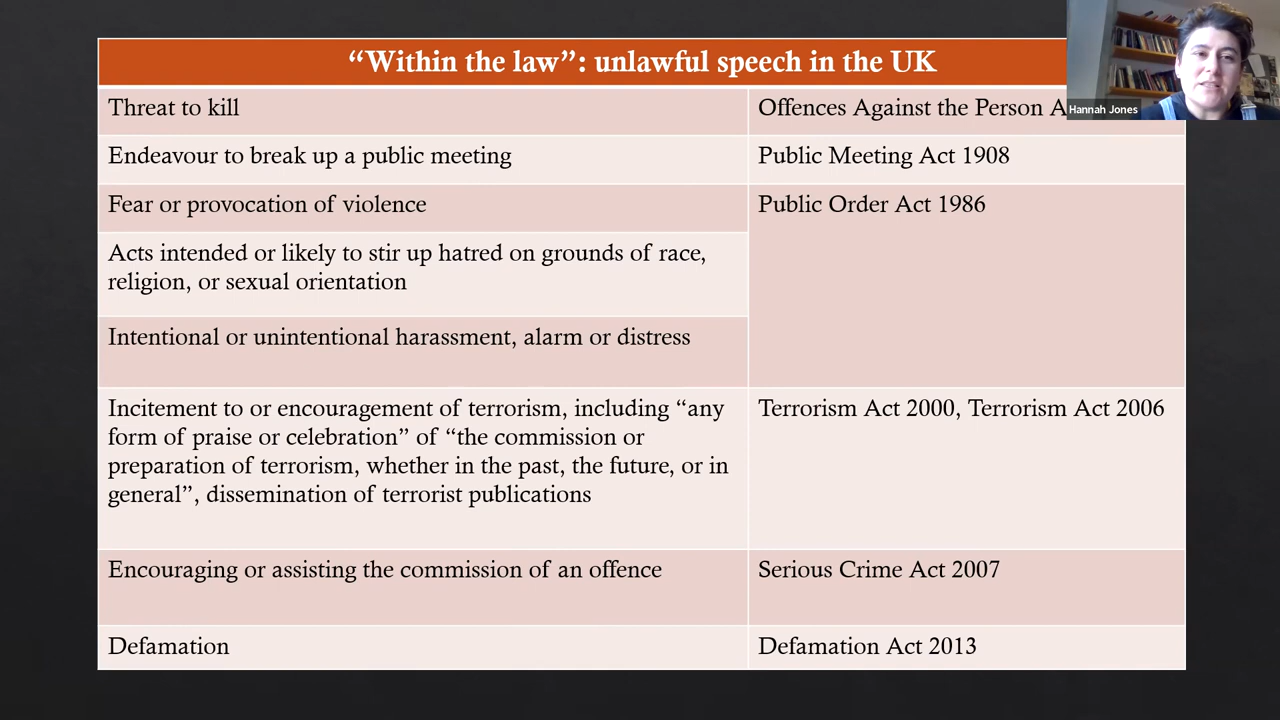 “Within the law”: unlawful speech in the UK
Hannah Jones
Threat to kill
Offences Against the Person
Endeavour to break up a public meeting
Public Meeting Act 1908
Fear or provocation of violence
Public Order Act 1986
Acts intended or likely to stir up hatred on grounds of race,
religion, or sexual orientation
Intentional or unintentional harassment, alarm or distress
Incitement to or encouragement of terrorism, including “any
form of praise or celebration” of “the commission or
preparation of terrorism, whether in the past, the future, or in
general”, dissemination of terrorist publications
Terrorism Act 2000, Terrorism Act 2006
Encouraging or assisting the commission of an offence
Serious Crime Act 2007
Defamation
Defamation Act 2013